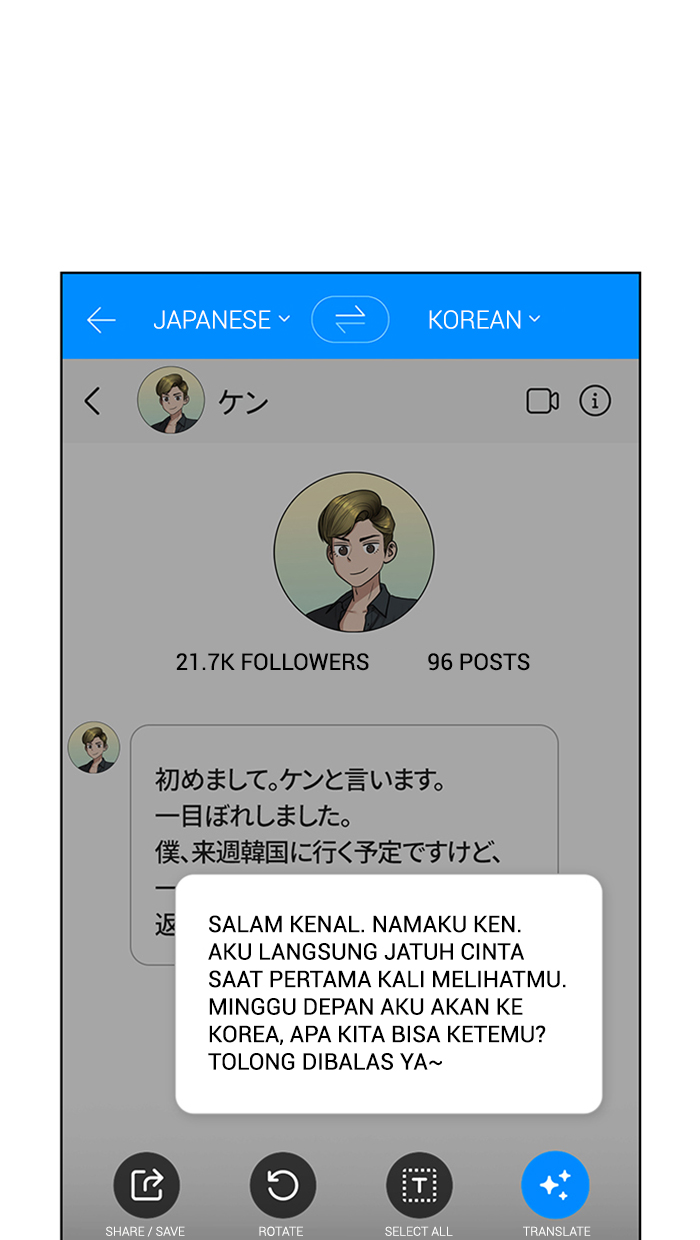 JAPANESE KOREAN
ケン
21.7K FOLLOWERS 96 POSTS
初めまして。ケンと言います。
一目ぼれしました。
僕、来週韓国に行く予定ですけど、
一
返
SALAM KENAL. NAMAKU KEN.
AKU LANGSUNG JATUH CINTA
SAAT PERTAMA KALI MELIHATMU.
MINGGU DEPAN AKU AKAN KE
KOREA, APA KITA BISA KETEMU?
TOLONG DIBALAS YA~
SHARE / SAVE ROTATE SELECT ALL TRANSLATE